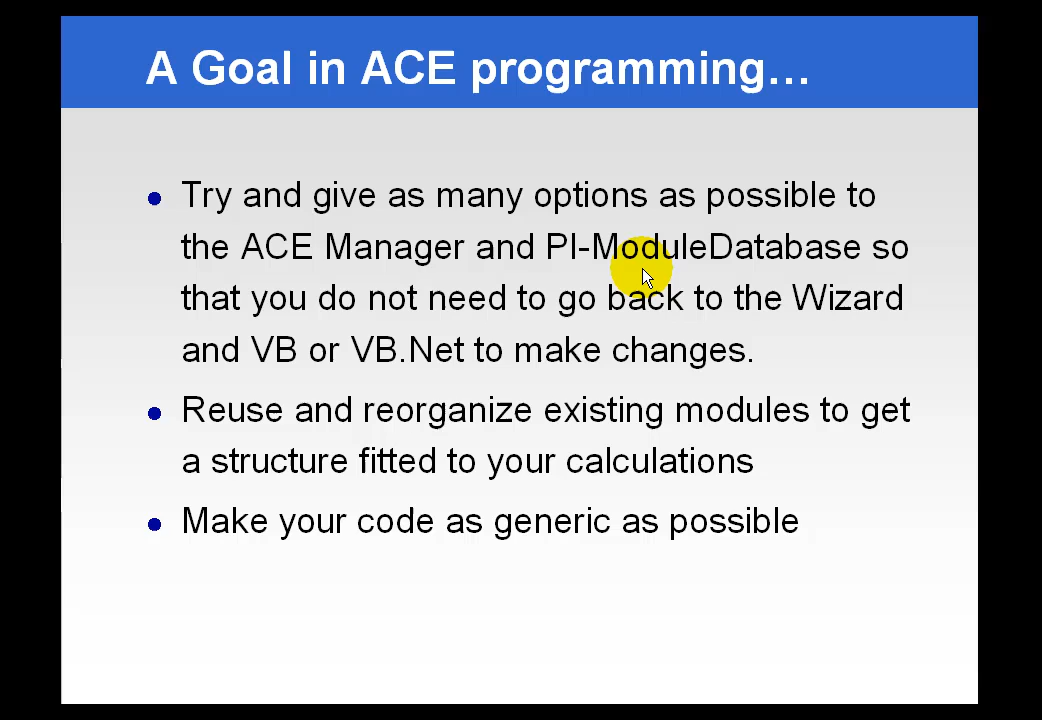 A Goal in ACE programming…
• Try and give as many options as possible to
the ACE Manager and PI-ModuleDatabase so
that you do not need to go back to the Wizard
and VB or VB.Net to make changes.
• Reuse and reorganize existing modules to get
a structure fitted to your calculations
• Make your code as generic as possible